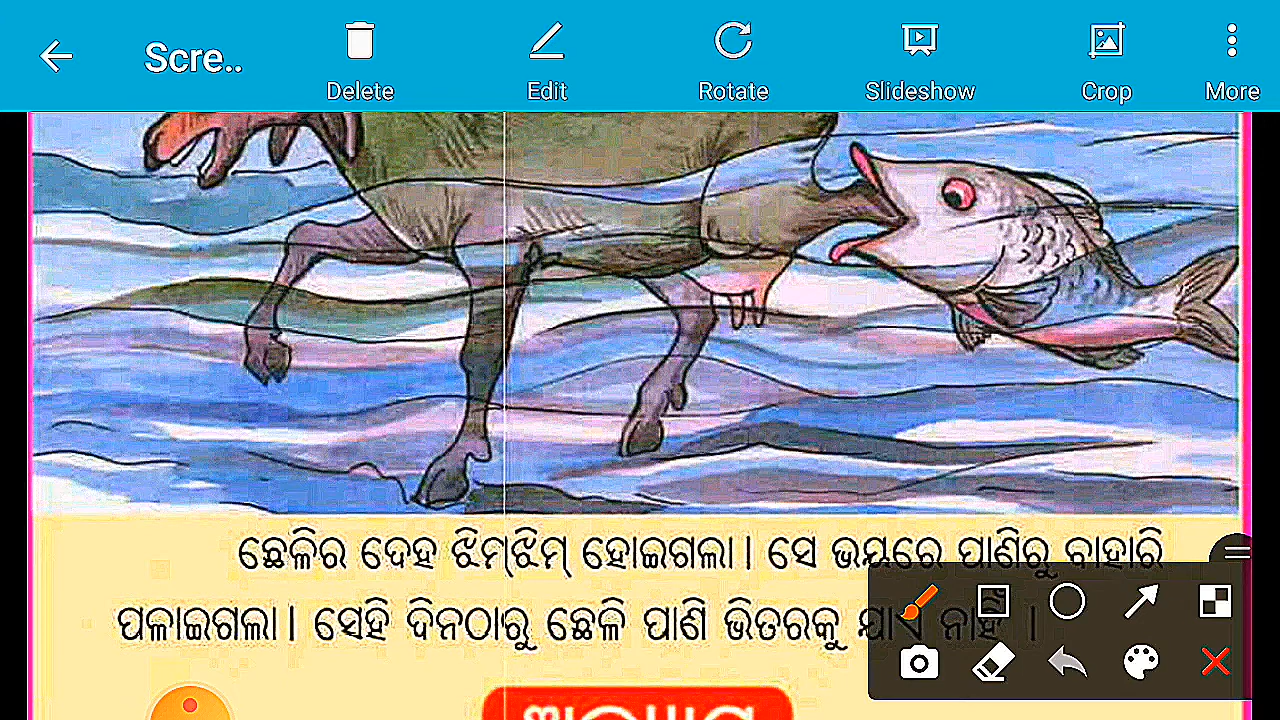 Scre..
Delete
Edit
Rotate
Slideshow
Crop
More
ଛେଳିର ଦେହ ଝିମ୍‌ଝିମ୍ ହୋଇଗଲା। ସେ ଭୟରେ ପାଣିରୁ ବାହାରି
ପଳାଇଗଲା। ସେହି ଦିନଠାରୁ ଛେଳି ପାଣି ଭିତରକୁ ଯାଏ ନାହିଁ ।